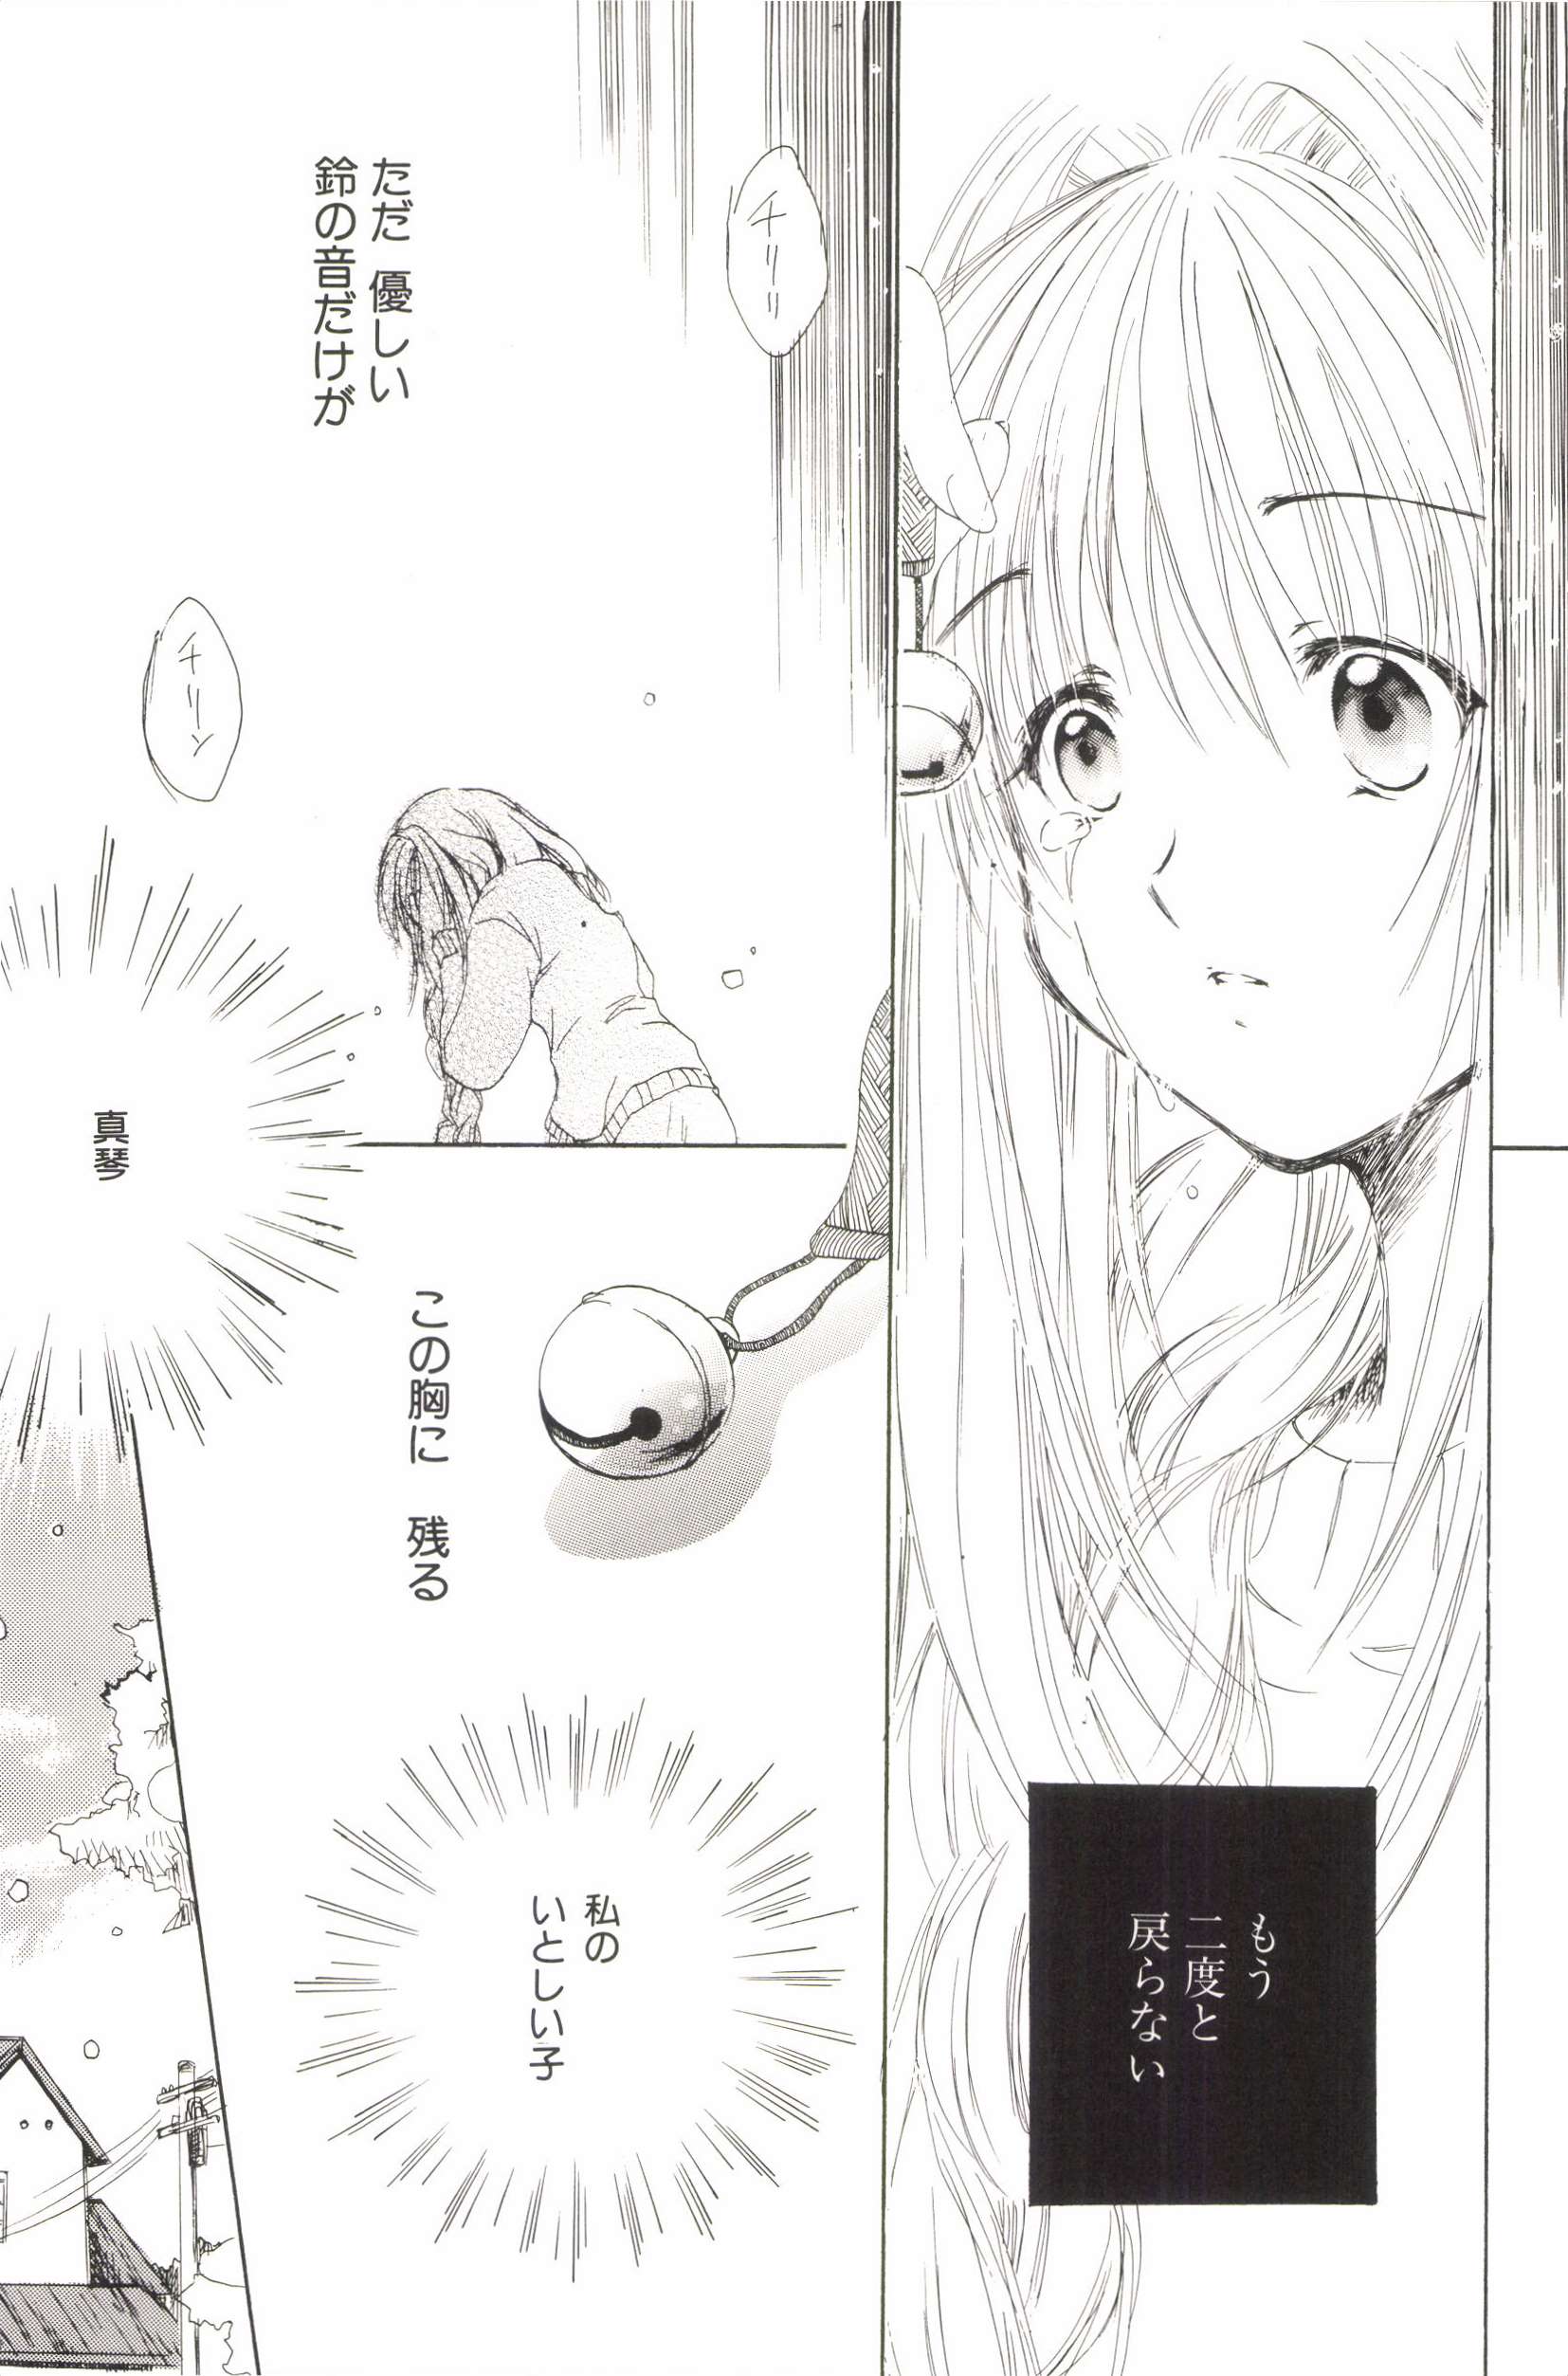 もう
二度と
戻らない
チリリリ
ただ 優しい
鈴の音だけが
チリーン
この胸に 残る
私の
いとしい子
真琴